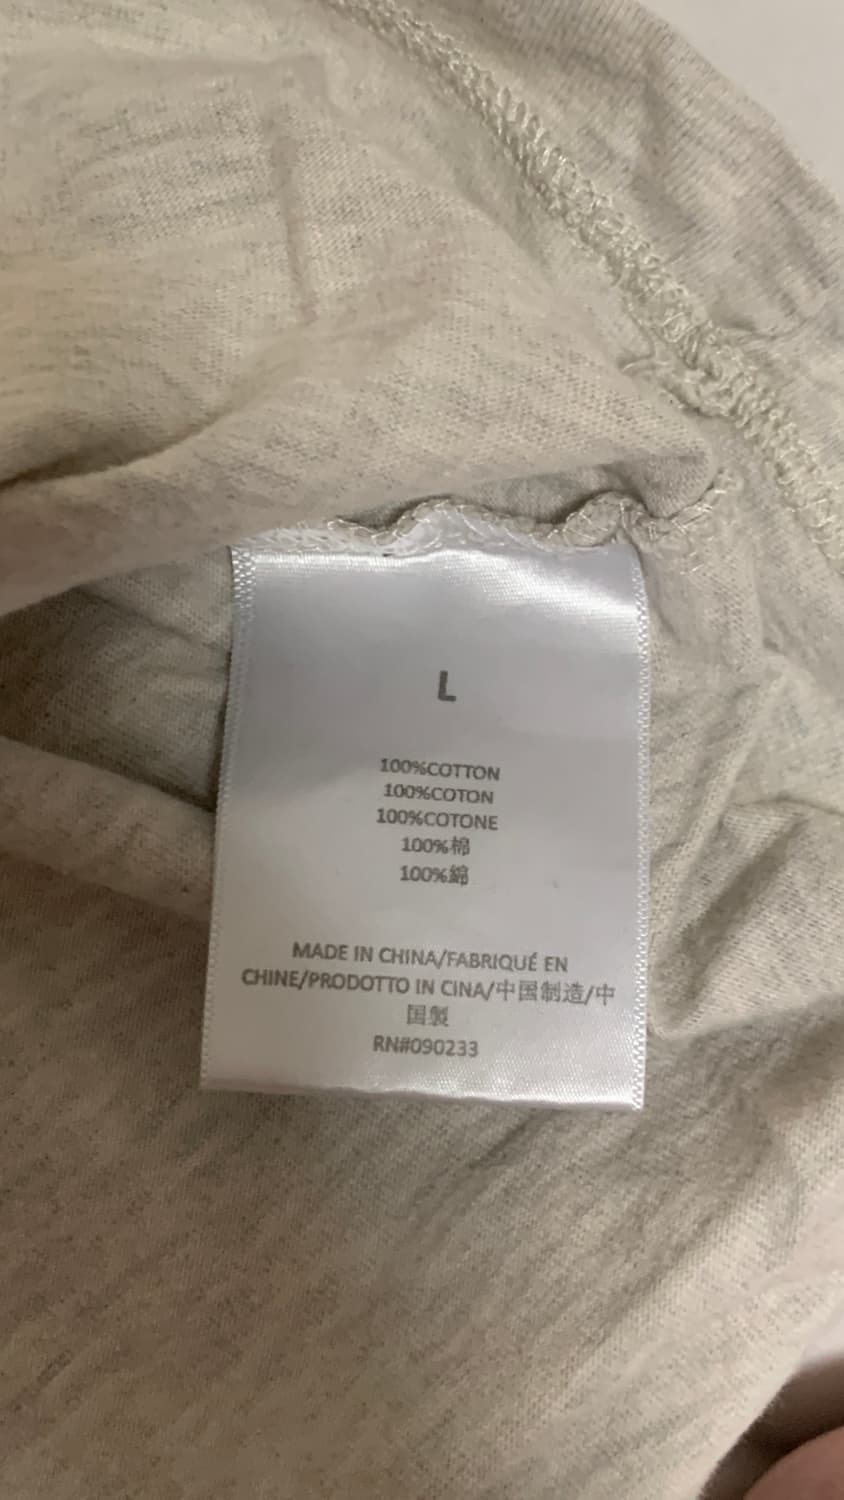 L
100%COTTON
100%COTON
100%COTONE
100%棉
100%綿
MADE IN CHINA/FABRIQUÉ EN
CHINE/PRODOTTO IN CINA/中国制造/中
国製
RN#090233